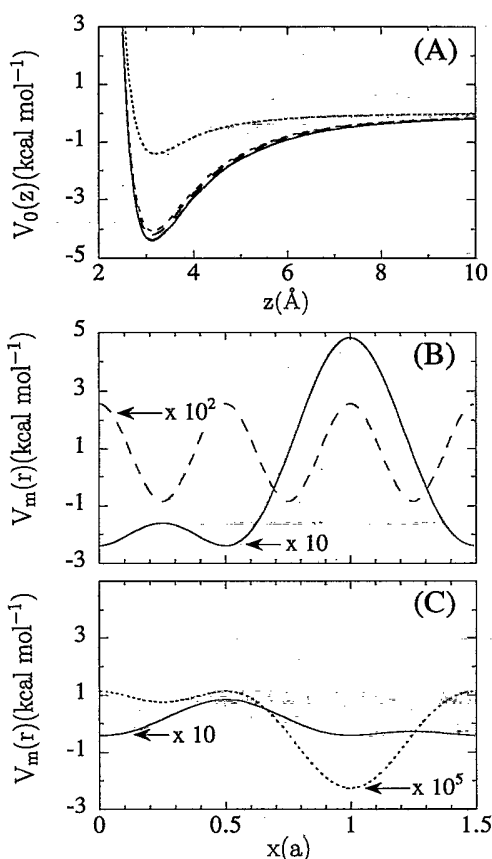 3
1
-1
-3
-5
V₀(z)(kcal mol⁻¹)
(A)
2 4 6 8 10
z(Å)
5
3
1
-1
-3
Vₘ(r)(kcal mol⁻¹)
(B)
x 10²
x 10
3
1
-1
-3
Vₘ(r)(kcal mol⁻¹)
(C)
x 10
x 10⁵
0 0.5 1 1.5
x(a)